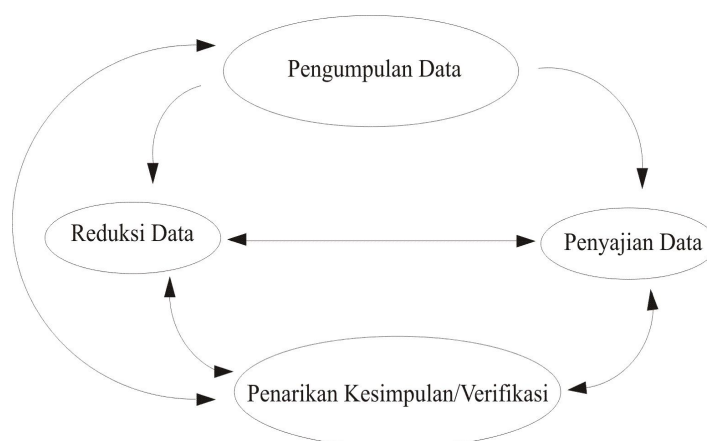 Pengumpulan Data
Reduksi Data
Penyajian Data
Penarikan Kesimpulan/Verifikasi